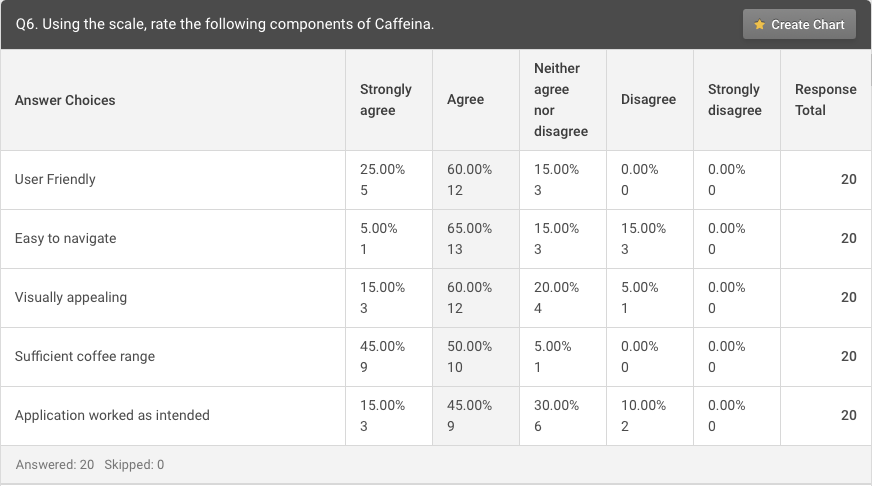 Q6. Using the scale, rate the following components of Caffeina.
Create Chart
Answer Choices
Strongly
agree
Agree
Neither
agree
nor
disagree
Disagree
Strongly
disagree
Response
Total
User Friendly
25.00% 60.00% 15.00% 0.00% 0.00%
5 12 3 0 0
20
Easy to navigate
5.00% 65.00% 15.00% 15.00% 0.00%
1 13 3 3 0
20
Visually appealing
15.00% 60.00% 20.00% 5.00% 0.00%
3 12 4 1 0
20
Sufficient coffee range
45.00% 50.00% 5.00% 0.00% 0.00%
9 10 1 0 0
20
Application worked as intended
15.00% 45.00% 30.00% 10.00% 0.00%
3 9 6 2 0
20
Answered: 20 Skipped: 0